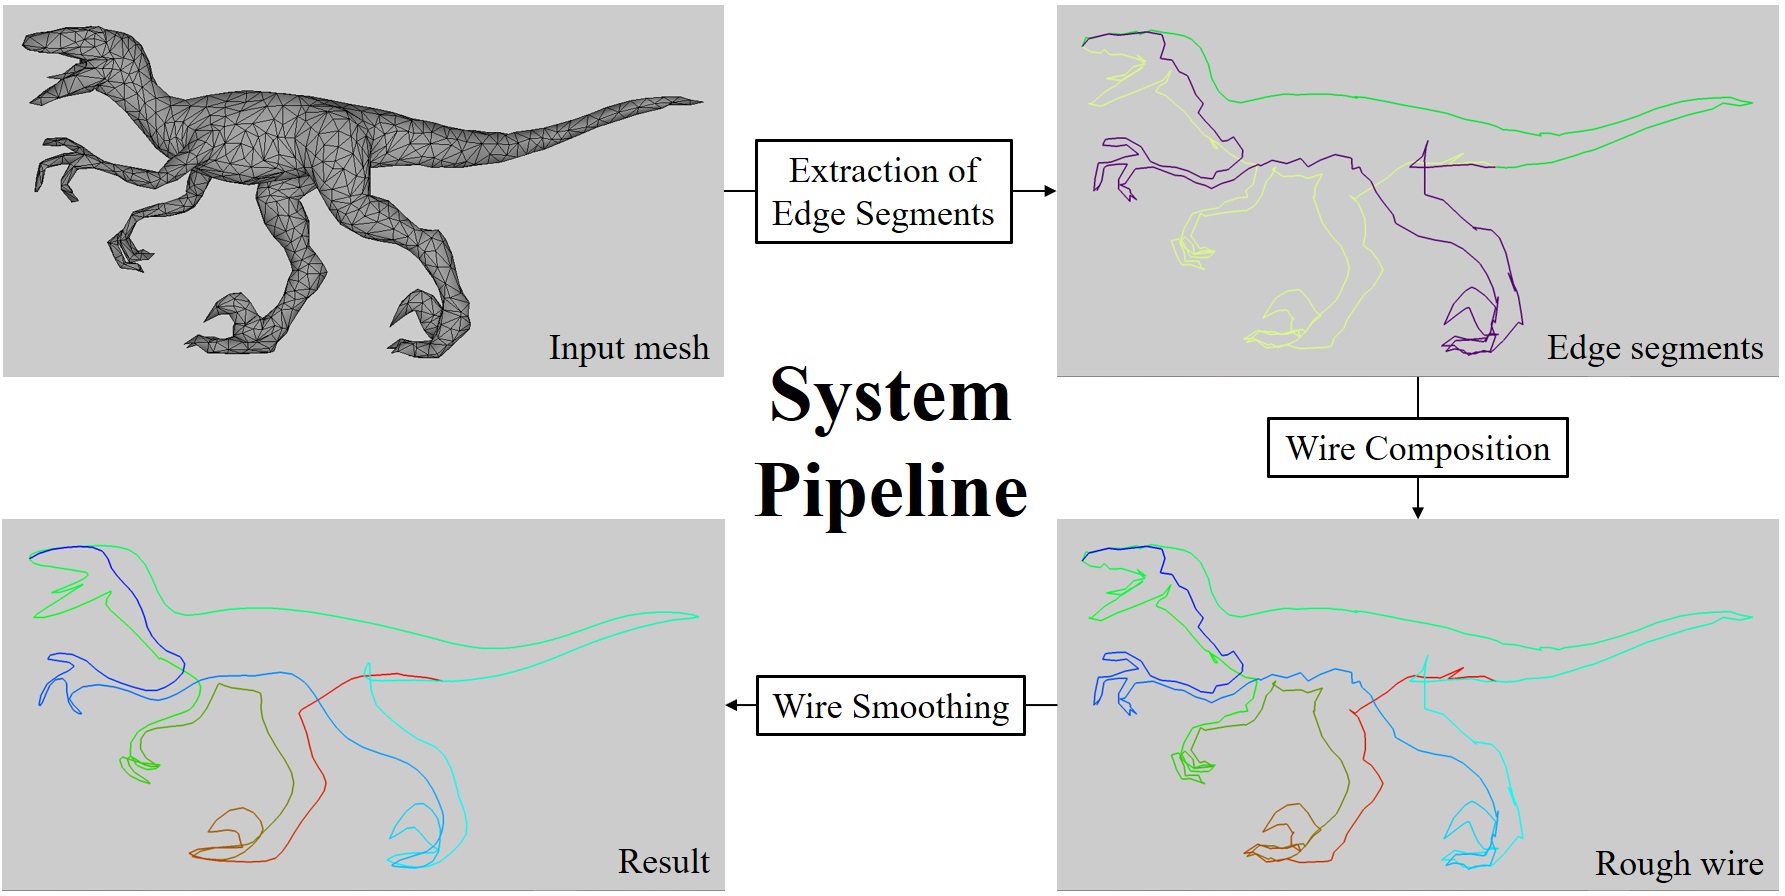 Extraction of
Edge Segments
Input mesh
Edge segments
System
Pipeline
Wire Composition
Wire Smoothing
Result
Rough wire